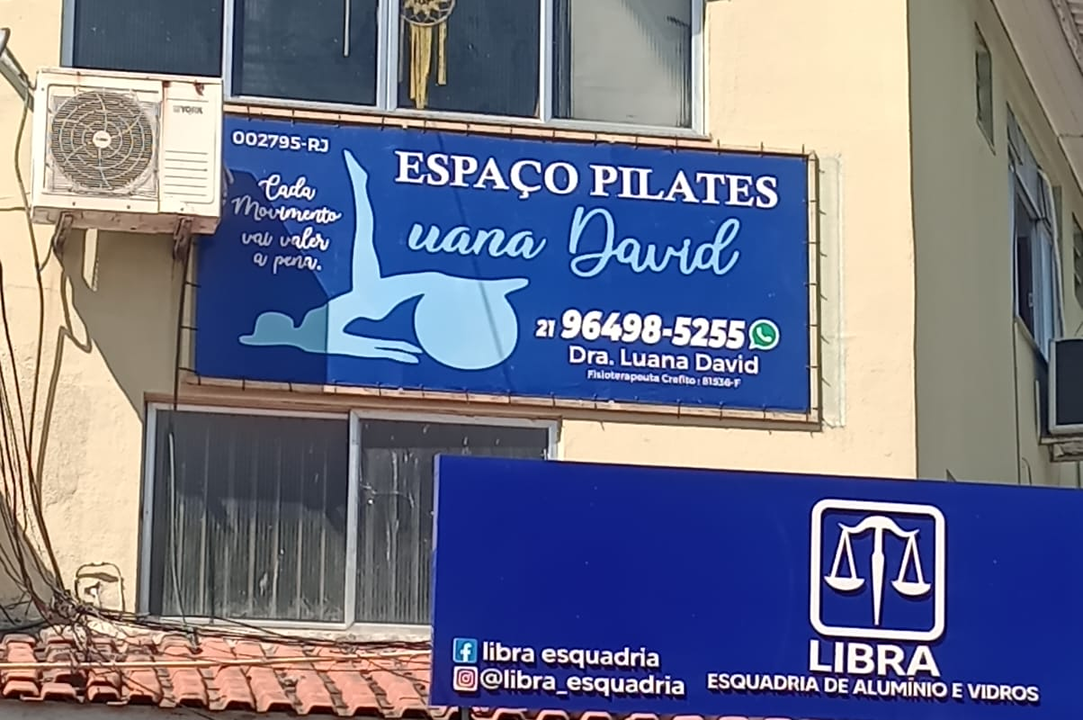 YORK
002795-RJ
Cada
Movimento
vai valer
a pena.
ESPAÇO PILATES
uana David
21 96498-5255
Dra. Luana David
Fisioterapeuta Crefito: 81536-F
LIBRA
ESQUADRIA DE ALUMÍNIO E VIDROS
libra esquadria
@libra_esquadria